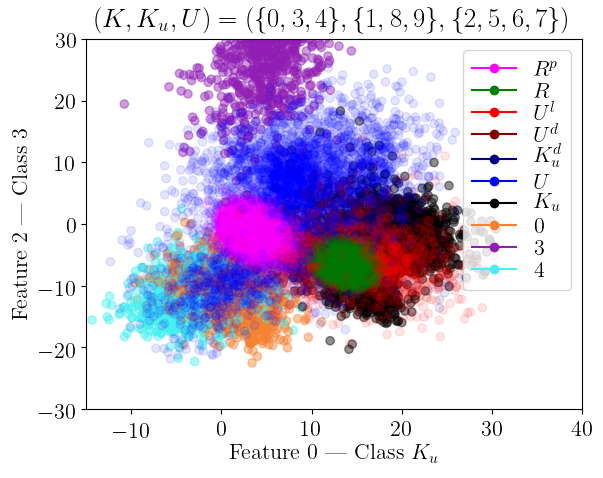 (K, K_u, U) = ({0, 3, 4}, {1, 8, 9}, {2, 5, 6, 7})
30
20
10
0
−10
−20
−30
Feature 2 — Class 3
R^p
R
U^l
U^d
K_u^d
U
K_u
0
3
4
−10
0
10
20
30
40
Feature 0 — Class K_u